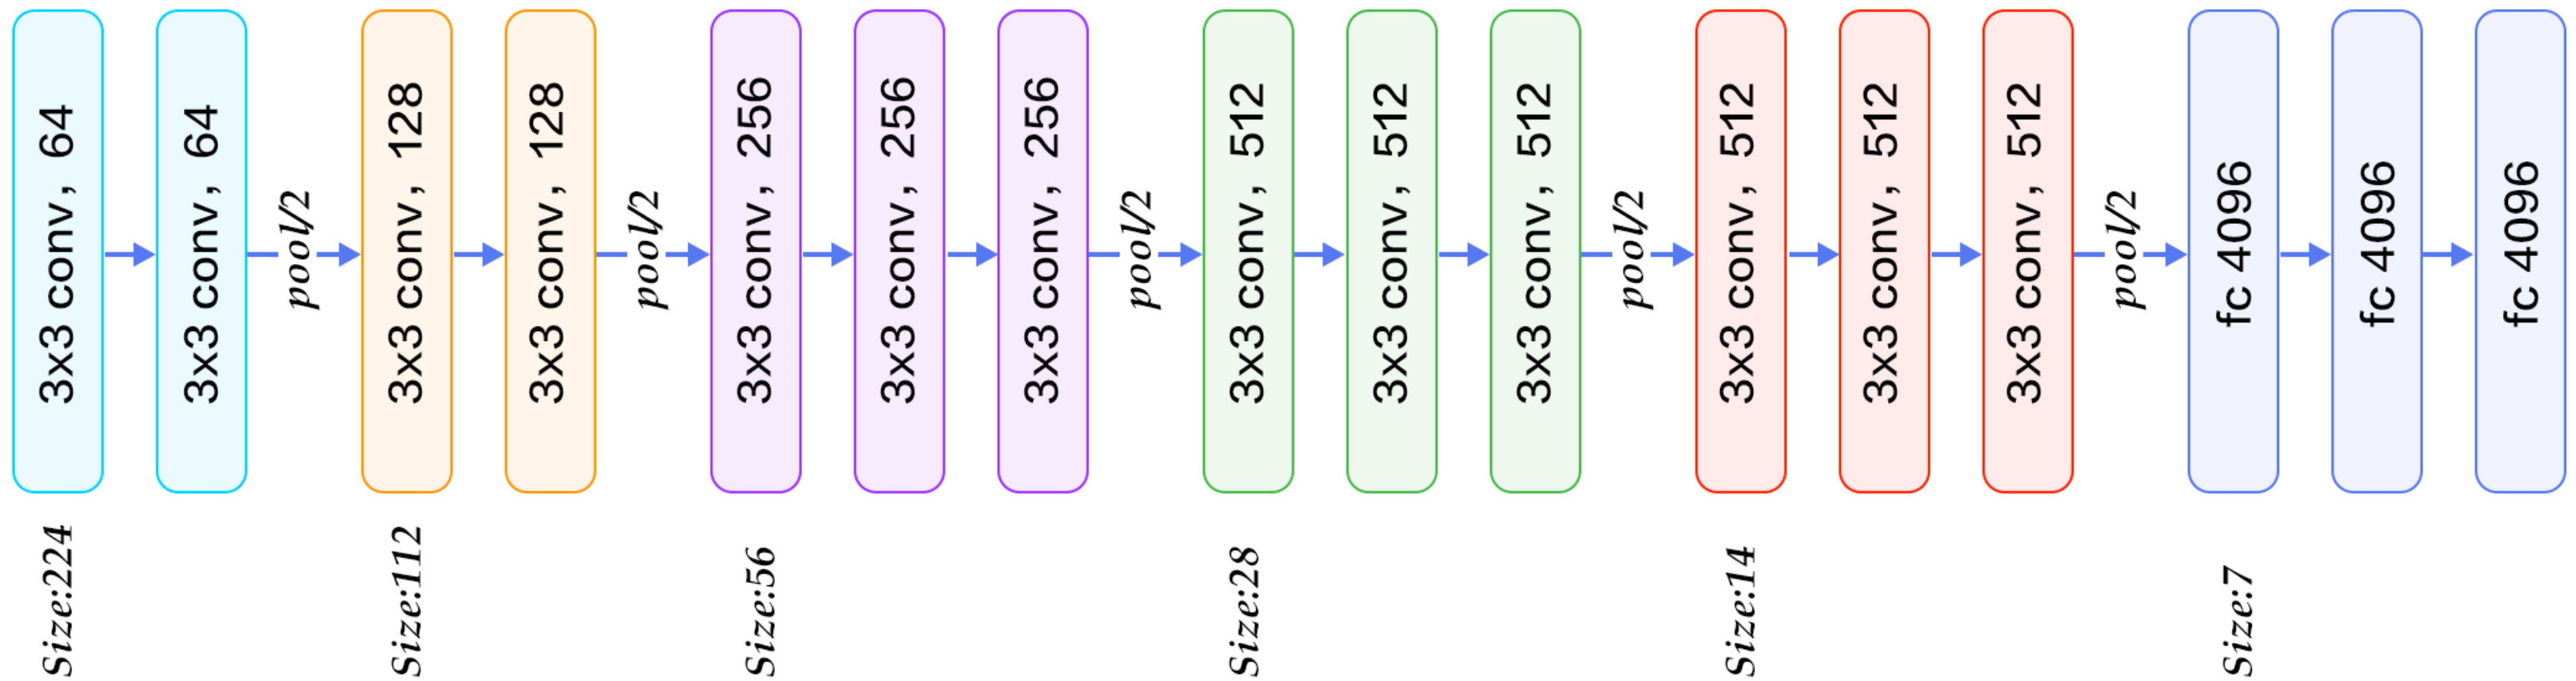 3x3 conv, 64
3x3 conv, 64
pool/2
3x3 conv, 128
3x3 conv, 128
pool/2
3x3 conv, 256
3x3 conv, 256
3x3 conv, 256
pool/2
3x3 conv, 512
3x3 conv, 512
3x3 conv, 512
pool/2
3x3 conv, 512
3x3 conv, 512
3x3 conv, 512
pool/2
fc 4096
fc 4096
fc 4096
Size:224
Size:112
Size:56
Size:28
Size:14
Size:7